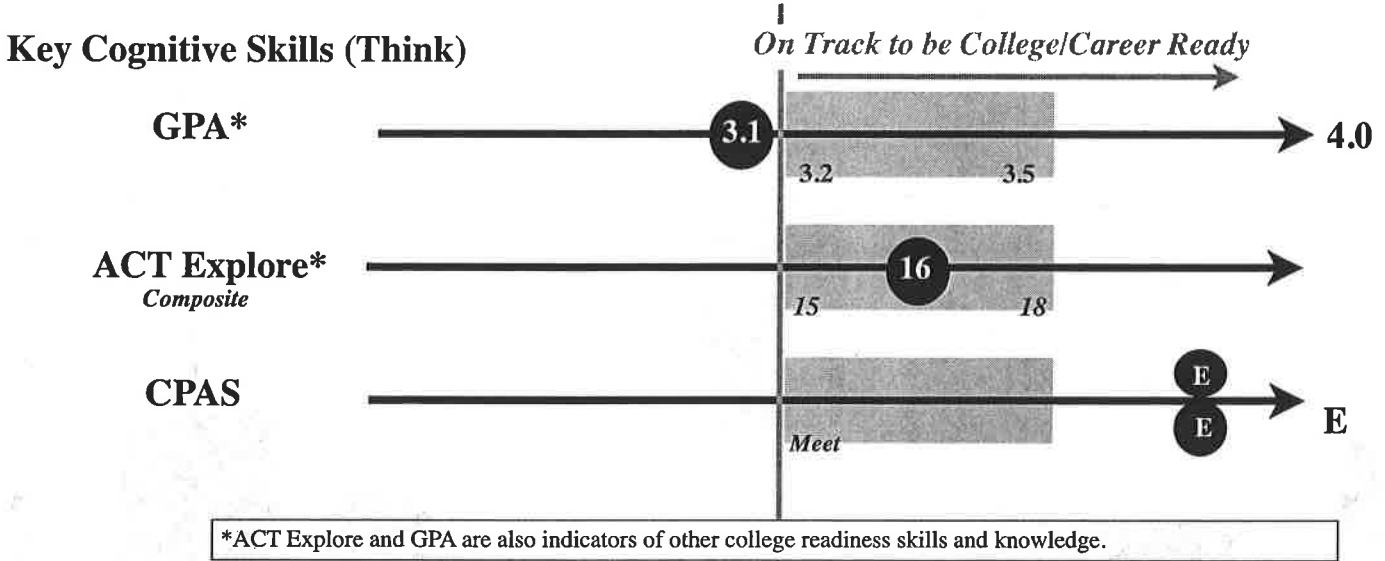 On Track to be College/Career Ready
Key Cognitive Skills (Think)
GPA*
3.1
4.0
3.2
3.5
ACT Explore*
Composite
16
15
18
CPAS
E
E
E
Meet
*ACT Explore and GPA are also indicators of other college readiness skills and knowledge.